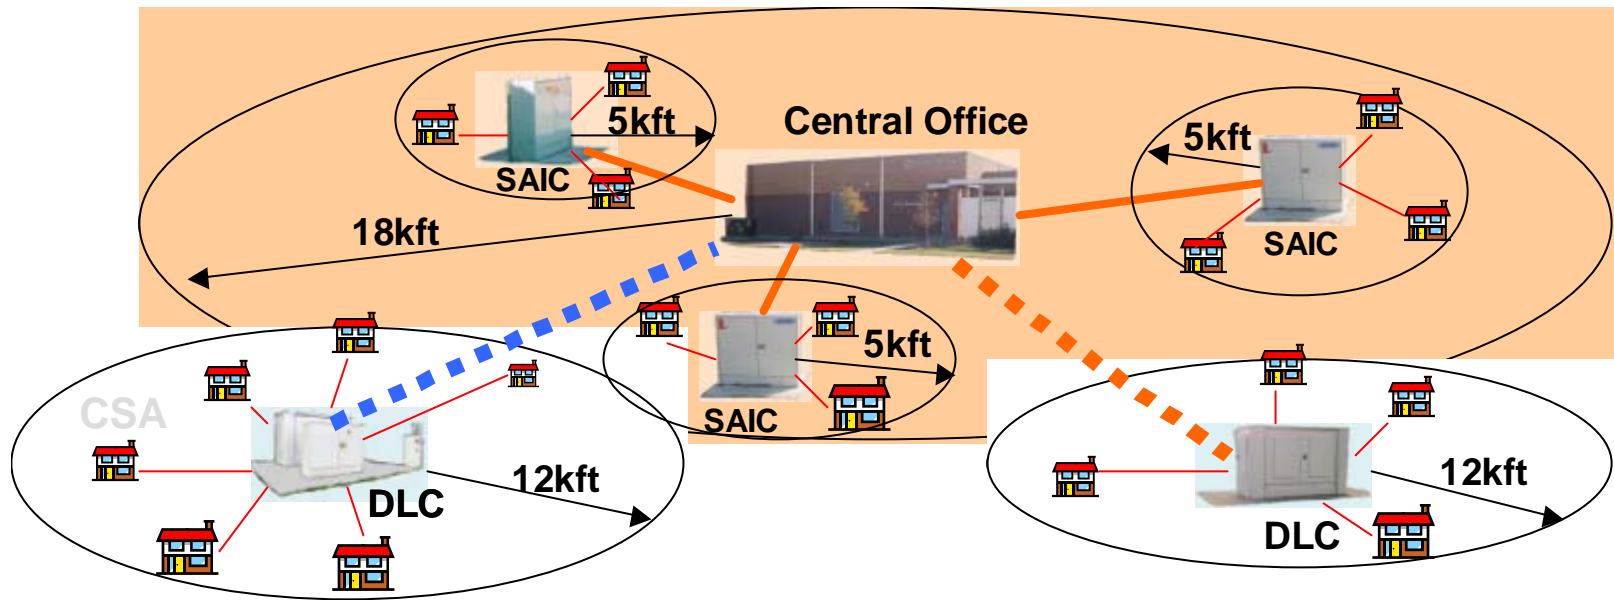 5kft
Central Office
5kft
SAIC
18kft
SAIC
5kft
SAIC
CSA
12kft
DLC
12kft
DLC